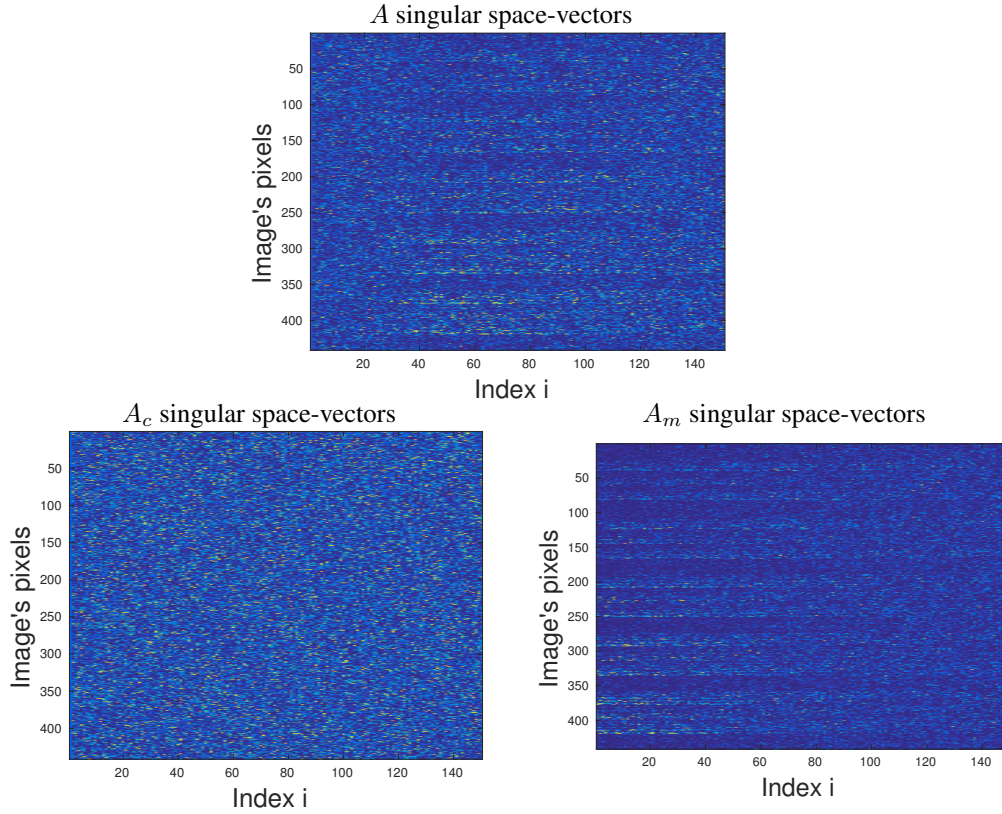 A singular space-vectors
Image's pixels
50
100
150
200
250
300
350
400
20 40 60 80 100 120 140
Index i
A_c singular space-vectors
Image's pixels
50
100
150
200
250
300
350
400
20 40 60 80 100 120 140
Index i
A_m singular space-vectors
Image's pixels
50
100
150
200
250
300
350
400
20 40 60 80 100 120 140
Index i